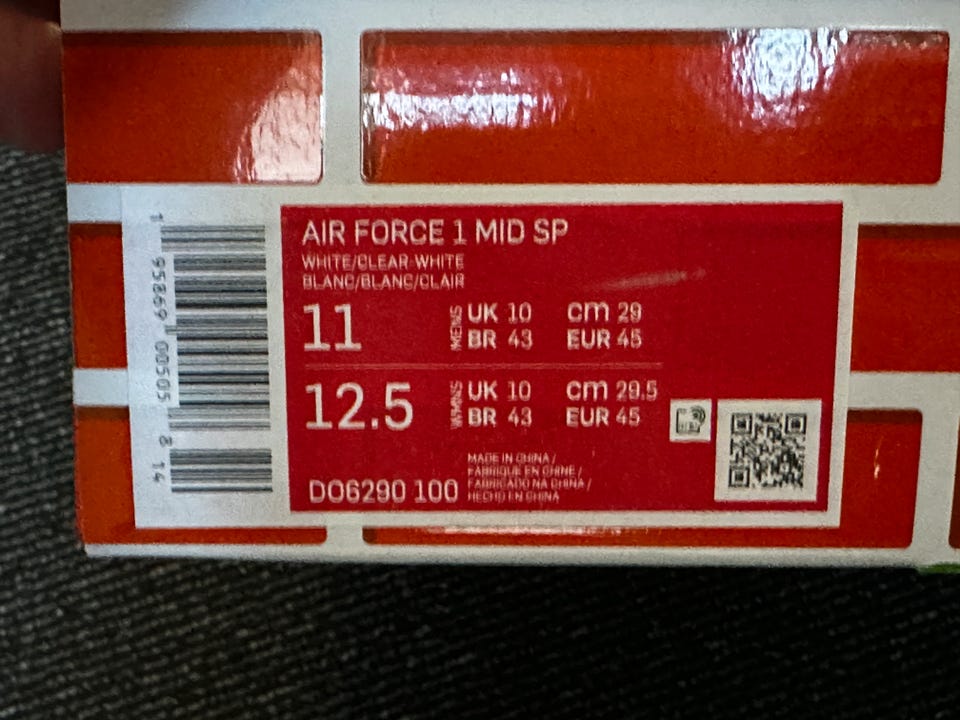 AIR FORCE 1 MID SP
WHITE/CLEAR-WHITE
BLANC/BLANC/CLAIR
11 MENS UK 10 cm 29
BR 43 EUR 45
12.5 WMNS UK 10 cm 29.5
BR 43 EUR 45
MADE IN CHINA /
FABRIQUÉ EN CHINE /
FABRICADO NA CHINA /
HECHO EN CHINA
DO6290 100
1 95869 00505 8 14